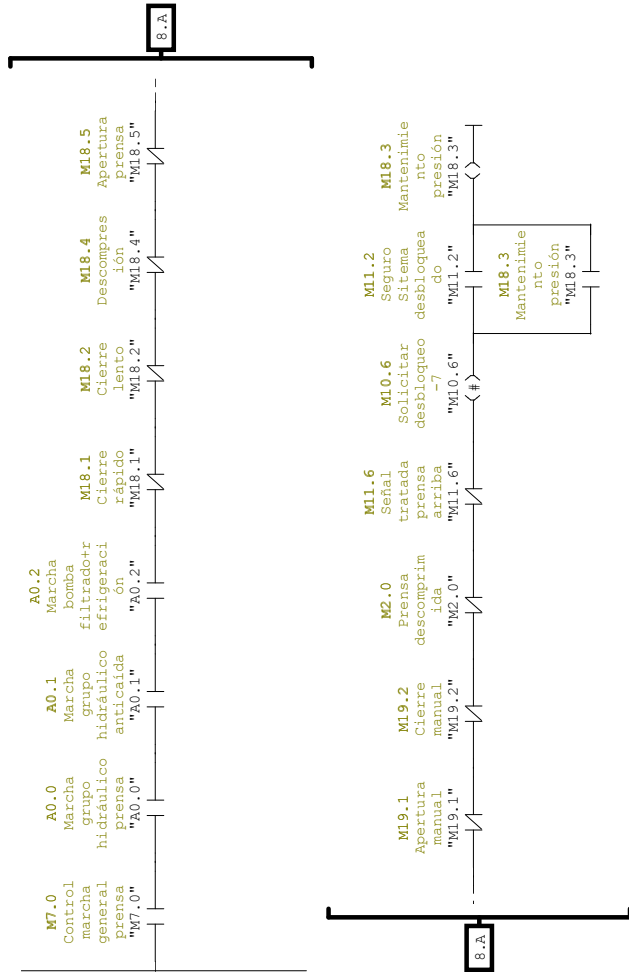 M7.0
Control
marcha
general
prensa
"M7.0"
A0.0
Marcha
grupo
hidráulico
prensa
"A0.0"
A0.1
Marcha
grupo
hidráulico
anticaida
"A0.1"
A0.2
Marcha
bomba
filtrado+r
efrigeraci
ón
"A0.2"
M18.1
Cierre
rápido
"M18.1"
M18.2
Cierre
lento
"M18.2"
M18.4
Descompres
ión
"M18.4"
M18.5
Apertura
prensa
"M18.5"
8.A
8.A
M19.1
Apertura
manual
"M19.1"
M19.2
Cierre
manual
"M19.2"
M2.0
Prensa
descomprim
ida
"M2.0"
M11.6
Señal
tratada
prensa
arriba
"M11.6"
M10.6
Solicitar
desbloqueo
-7
"M10.6"
#
M11.2
Seguro
Sitema
desbloquea
do
"M11.2"
M18.3
Mantenimie
nto
presión
"M18.3"
M18.3
Mantenimie
nto
presión
"M18.3"